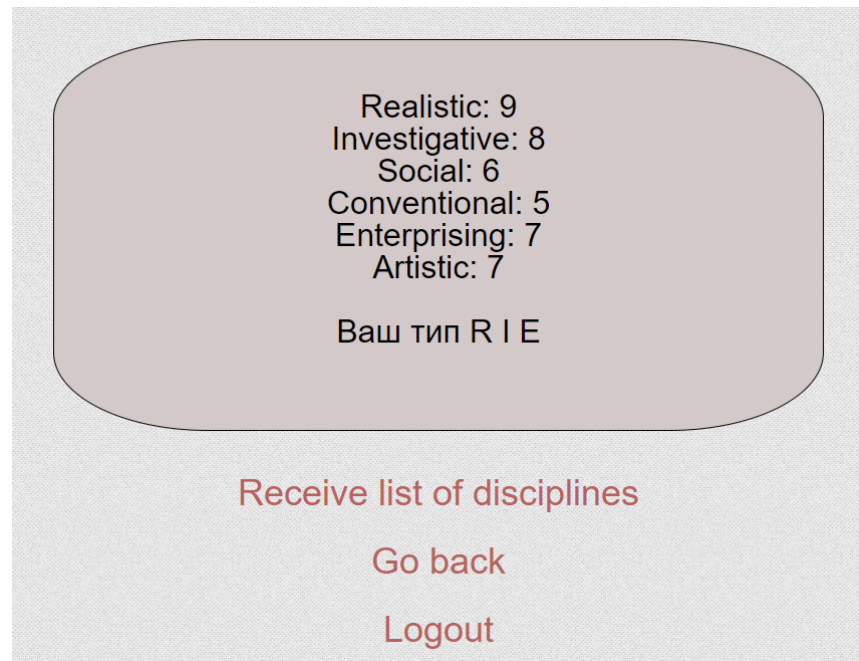 Realistic: 9
Investigative: 8
Social: 6
Conventional: 5
Enterprising: 7
Artistic: 7
Ваш тип R I E
Receive list of disciplines
Go back
Logout